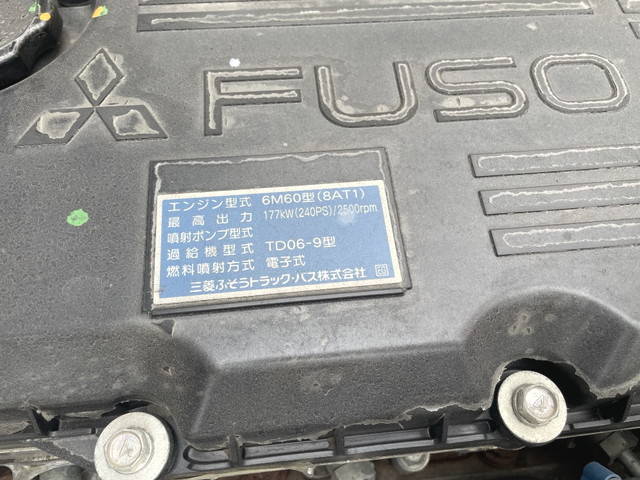 FUSO
エンジン型式 6M60型(8AT1)
最高出力 177kW(240PS)/2500rpm
噴射ポンプ型式
過給機型式 TD06-9型
燃料噴射方式 電子式
三菱ふそうトラック・バス株式会社